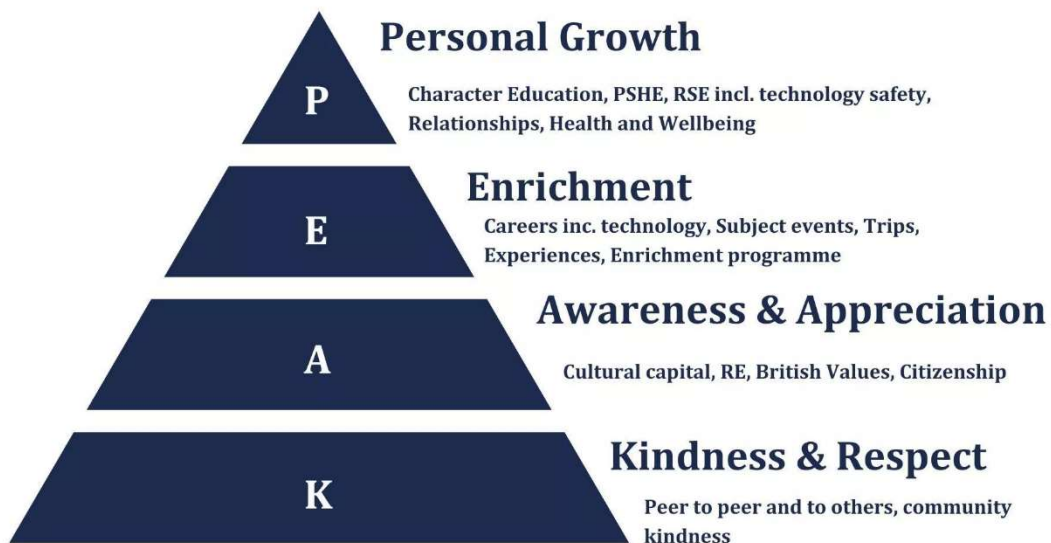 Personal Growth
P
Character Education, PSHE, RSE incl. technology safety,
Relationships, Health and Wellbeing
Enrichment
E
Careers inc. technology, Subject events, Trips,
Experiences, Enrichment programme
Awareness & Appreciation
A
Cultural capital, RE, British Values, Citizenship
Kindness & Respect
K
Peer to peer and to others, community
kindness